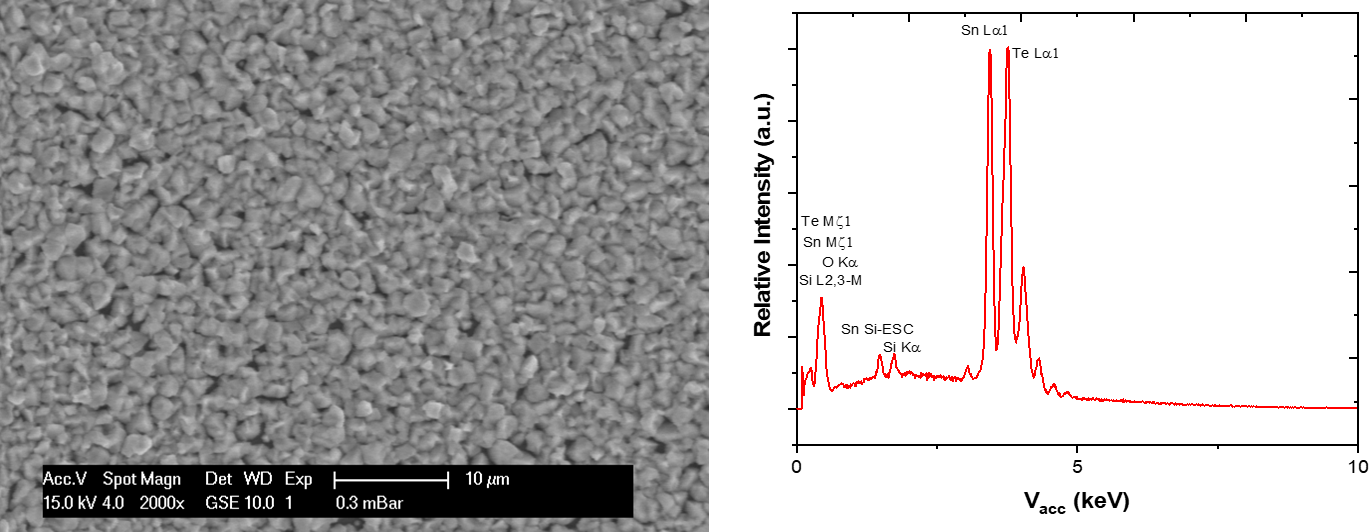 Acc.V Spot Magn Det WD Exp 10 μm
15.0 kV 4.0 2000x GSE 10.0 1 0.3 mBar
Relative Intensity (a.u.)
Sn Lα1
Te Lα1
Te Mζ1
Sn Mζ1
O Kα
Si L2,3-M
Sn Si-ESC
Si Kα
0 5 10
Vacc (keV)